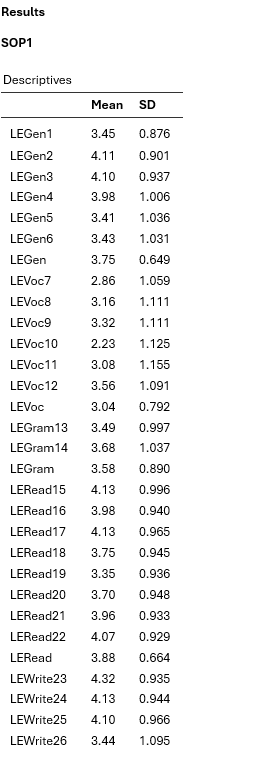 Results
SOP1
Descriptives
Mean SD
LEGen1 3.45 0.876
LEGen2 4.11 0.901
LEGen3 4.10 0.937
LEGen4 3.98 1.006
LEGen5 3.41 1.036
LEGen6 3.43 1.031
LEGen 3.75 0.649
LEVoc7 2.86 1.059
LEVoc8 3.16 1.111
LEVoc9 3.32 1.111
LEVoc10 2.23 1.125
LEVoc11 3.08 1.155
LEVoc12 3.56 1.091
LEVoc 3.04 0.792
LEGram13 3.49 0.997
LEGram14 3.68 1.037
LEGram 3.58 0.890
LERead15 4.13 0.996
LERead16 3.98 0.940
LERead17 4.13 0.965
LERead18 3.75 0.945
LERead19 3.35 0.936
LERead20 3.70 0.948
LERead21 3.96 0.933
LERead22 4.07 0.929
LERead 3.88 0.664
LEWrite23 4.32 0.935
LEWrite24 4.13 0.944
LEWrite25 4.10 0.966
LEWrite26 3.44 1.095